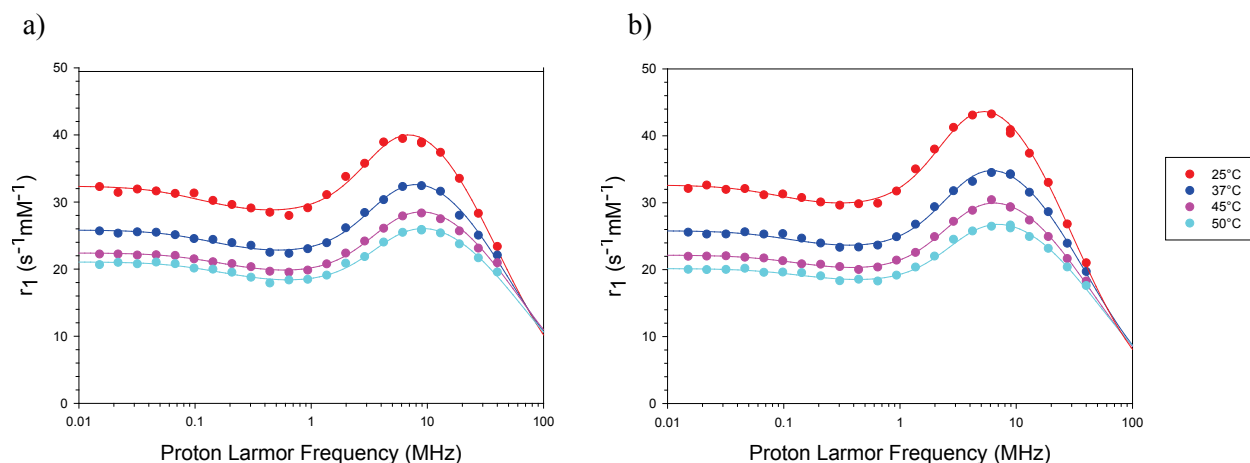 a)
b)
50
40
30
20
10
0
r₁ (s⁻¹mM⁻¹)
0.01 0.1 1 10 100
Proton Larmor Frequency (MHz)
50
40
30
20
10
0
r₁ (s⁻¹mM⁻¹)
0.01 0.1 1 10 100
Proton Larmor Frequency (MHz)
25°C
37°C
45°C
50°C